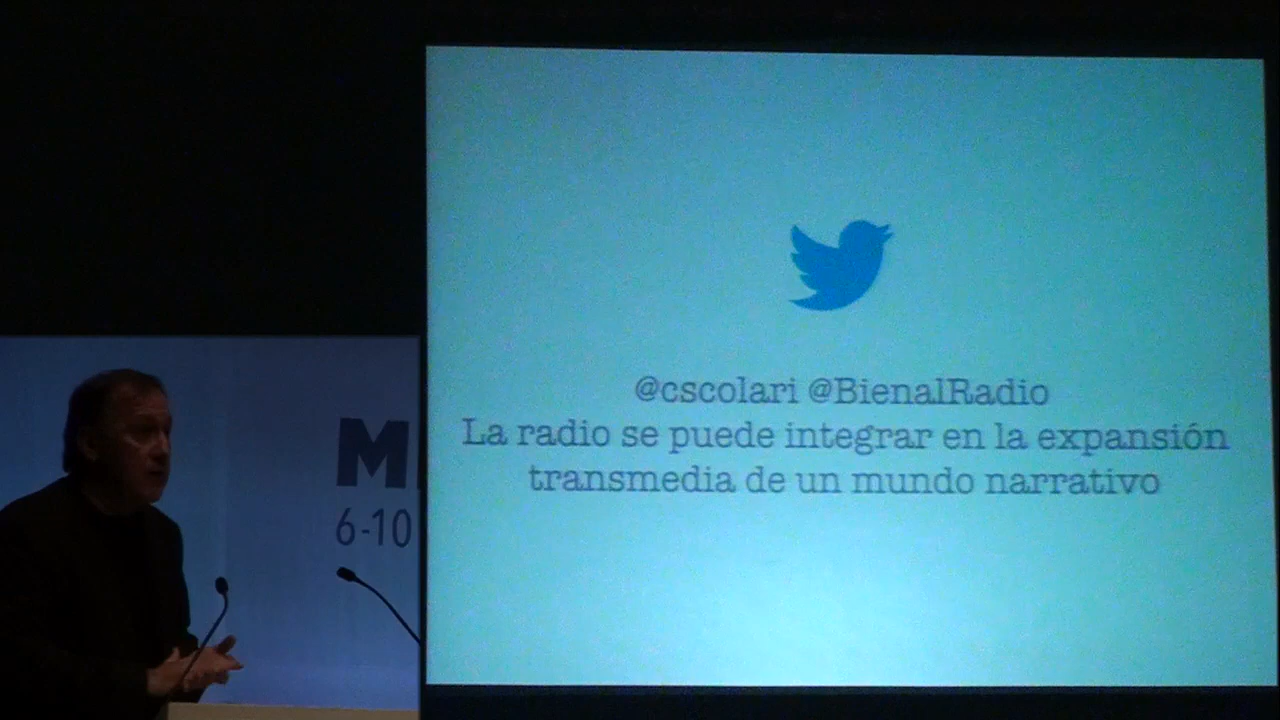 @cscolari @BienalRadio
La radio se puede integrar en la expansión
transmedia de un mundo narrativo
M
6-10